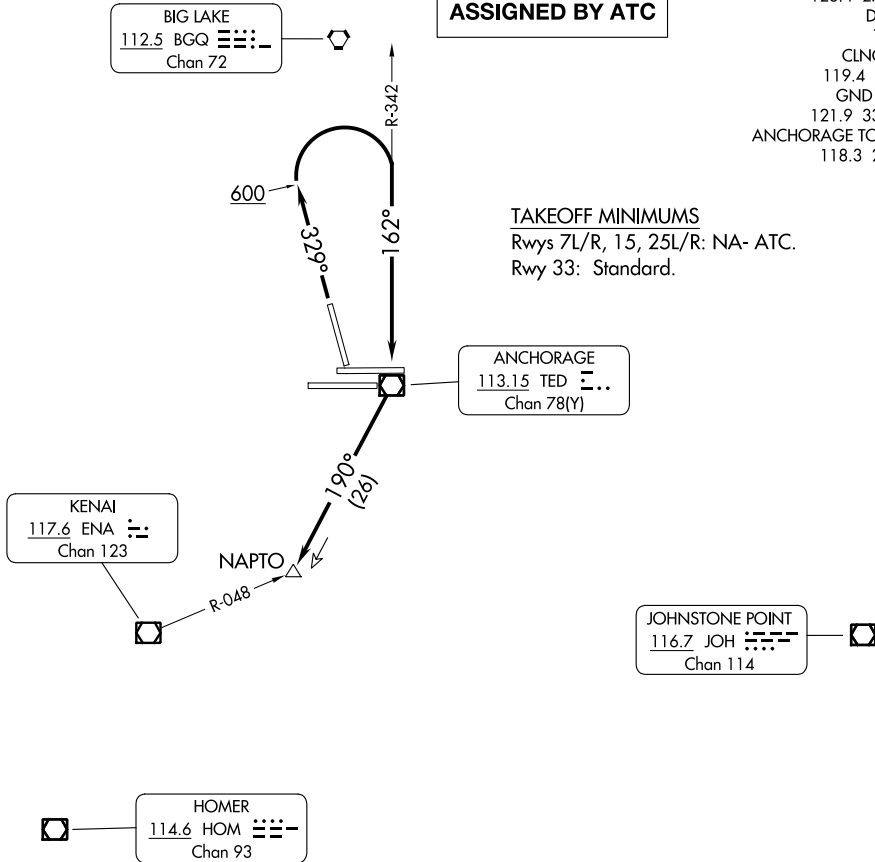 ASSIGNED BY ATC
CLNC
119.4
GND
121.9
ANCHORAGE
118.3
BIG LAKE
112.5 BGQ
Chan 72
R-342
600
329°
162°
TAKEOFF MINIMUMS
Rwys 7L/R, 15, 25L/R: NA- ATC.
Rwy 33: Standard.
ANCHORAGE
113.15 TED
Chan 78(Y)
190°
(26)
KENAI
117.6 ENA
Chan 123
NAPTO
R-048
JOHNSTONE POINT
116.7 JOH
Chan 114
HOMER
114.6 HOM
Chan 93